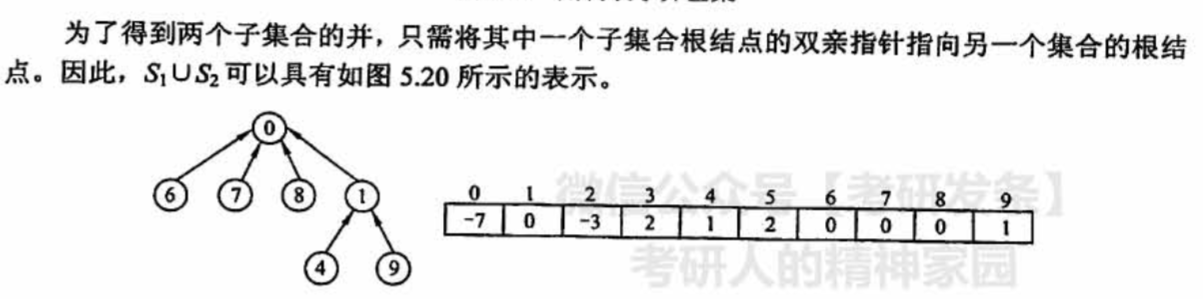 为了得到两个子集合的并，只需将其中一个子集合根结点的双亲指针指向另一个集合的根结
点。因此，S₁∪S₂可以具有如图 5.20 所示的表示。
0
6 7 8 1
4 9
0 1 2 3 4 5 6 7 8 9
-7 0 -3 2 1 2 0 0 0 1
微信公众号【考研发条】
考研人的精神家园